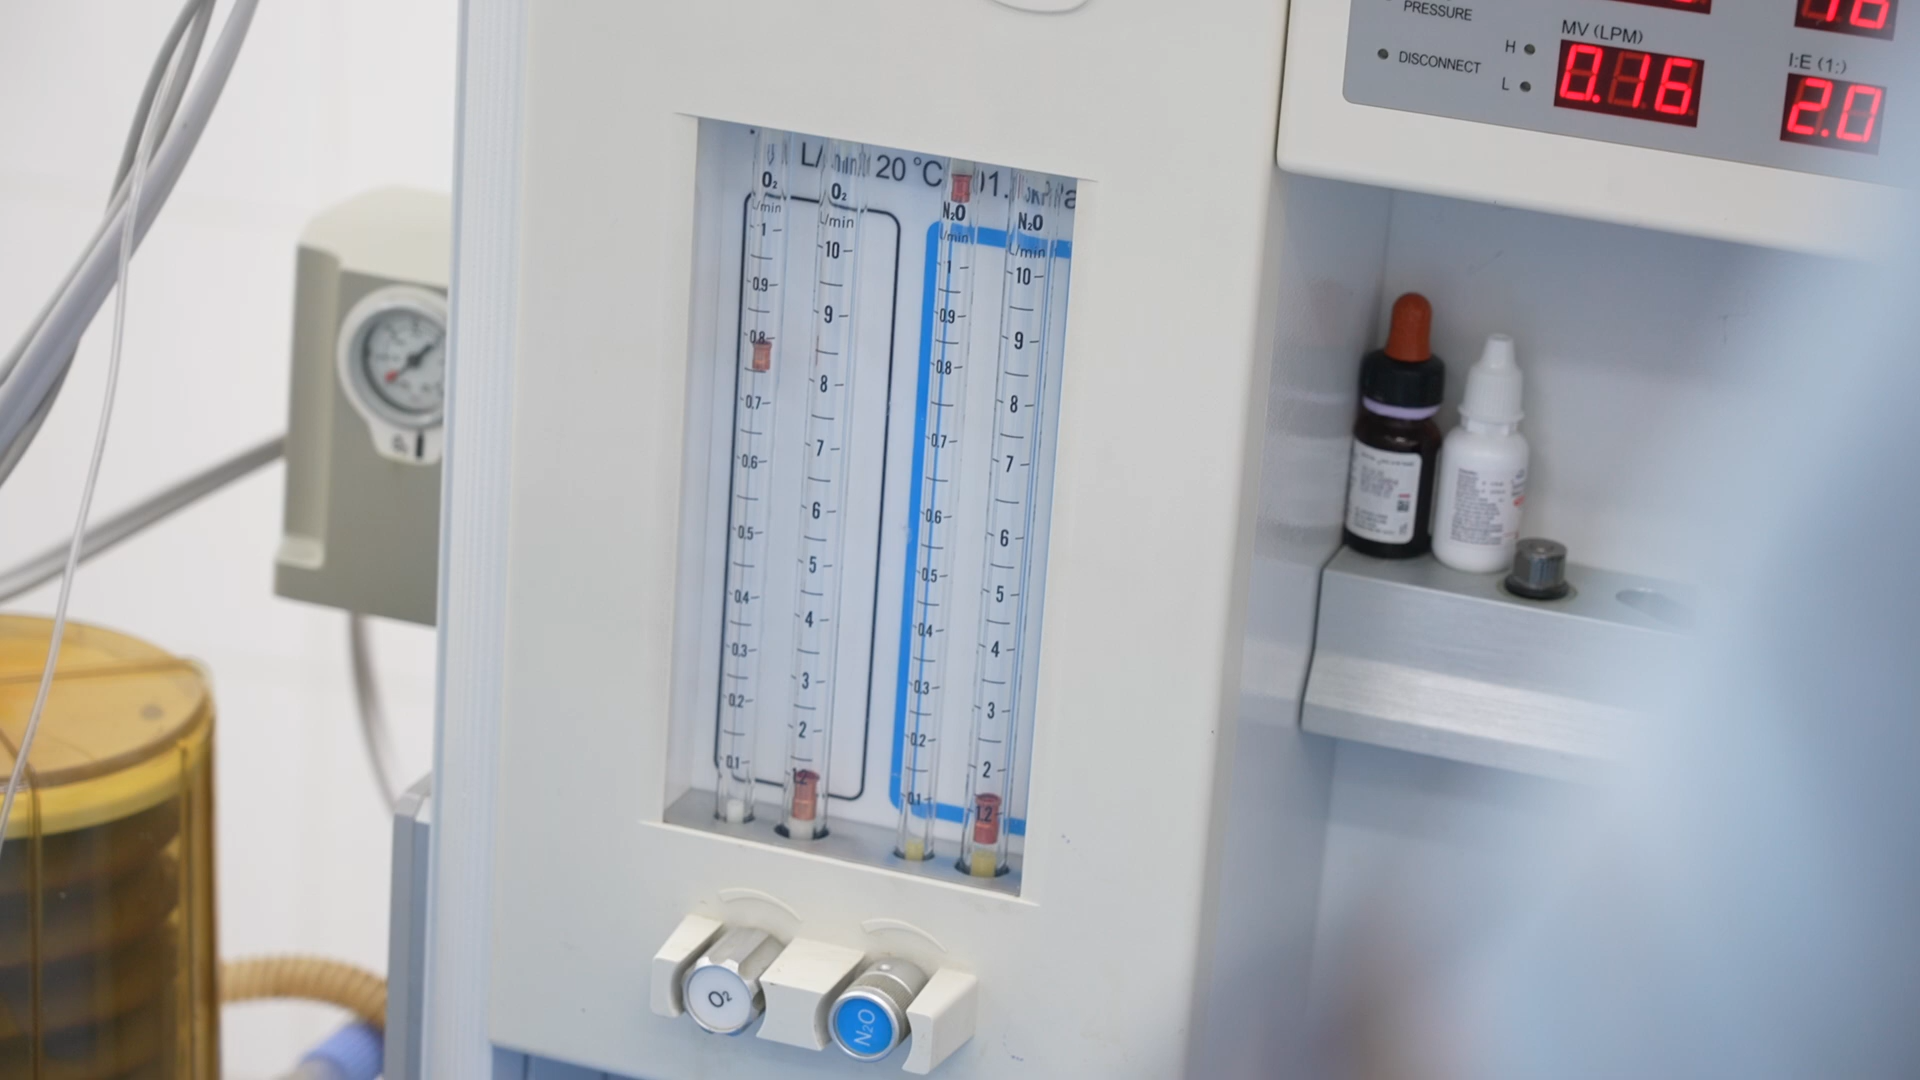 PRESSURE
DISCONNECT
H
L
MV (LPM)
0.16
I:E (1:)
2.0
20 °C
O₂
L/min
1
0.9
0.8
0.7
0.6
0.5
0.4
0.3
0.2
0.1
O₂
L/min
10
9
8
7
6
5
4
3
2
1.2
N₂O
L/min
1
0.9
0.8
0.7
0.6
0.5
0.4
0.3
0.2
0.1
N₂O
L/min
10
9
8
7
6
5
4
3
2
1.2
O₂
N₂O